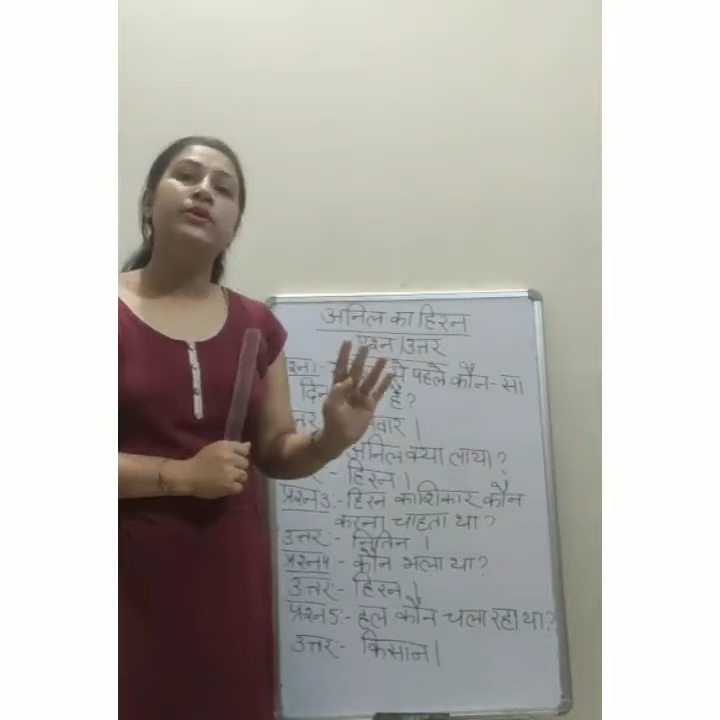 अनिल का हिरन
प्रश्न/उत्तर
से पहले कौन-सा
दिन है?
अनिल क्या लाया?
- हिरन।
प्रश्न3:- हिरन का शिकार कौन
करना चाहता था?
उत्तर:- नितिन।
प्रश्न4:- कौन भला था?
उत्तर:- हिरन।
प्रश्न5:- हल कौन चला रहा था?
उत्तर:- किसान।